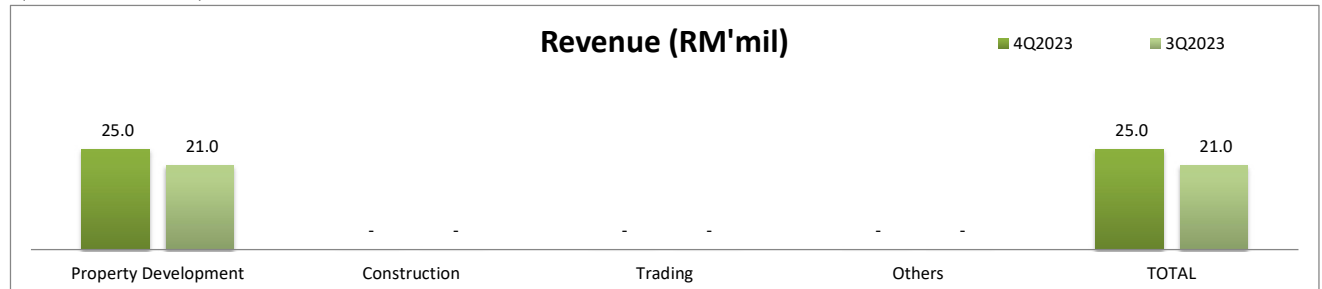 Revenue (RM'mil)
4Q2023 3Q2023
25.0 25.0
21.0 21.0
- - - - - -
Property Development Construction Trading Others TOTAL